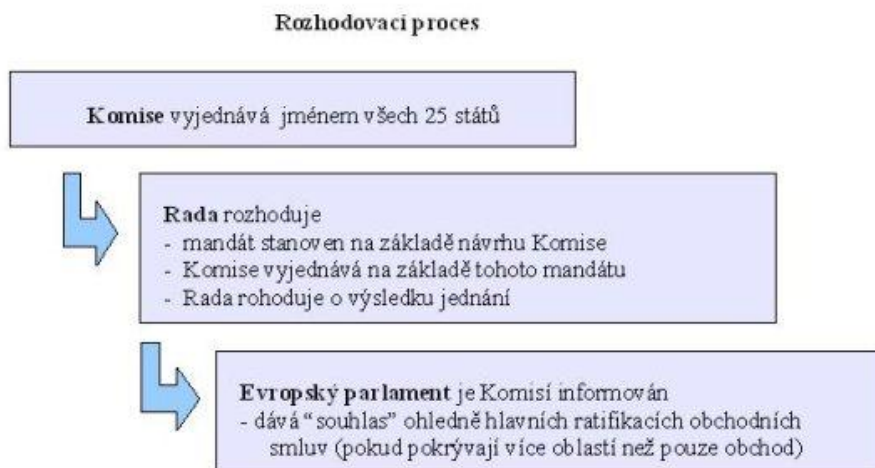 Rozhodovací proces
Komise vyjednává jménem všech 25 států
Rada rozhoduje
- mandát stanoven na základě návrhu Komise
- Komise vyjednává na základě tohoto mandátu
- Rada rohoduje o výsledku jednání
Evropský parlament je Komisí informován
- dává “souhlas” ohledně hlavních ratifikacích obchodních
smluv (pokud pokrývají více oblastí než pouze obchod)